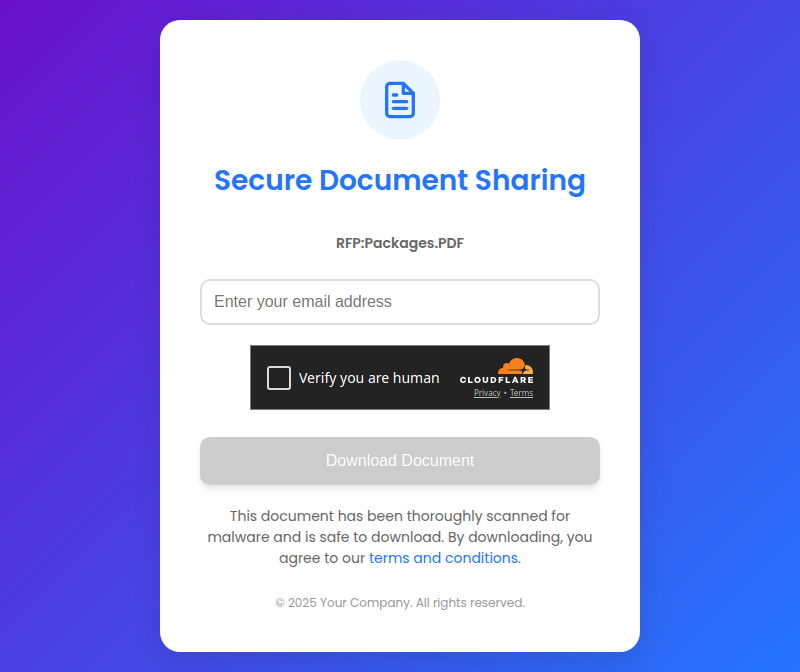 Secure Document Sharing
RFP:Packages.PDF
Enter your email address
Verify you are human
CLOUDFLARE
Privacy • Terms
Download Document
This document has been thoroughly scanned for
malware and is safe to download. By downloading, you
agree to our terms and conditions.
© 2025 Your Company. All rights reserved.